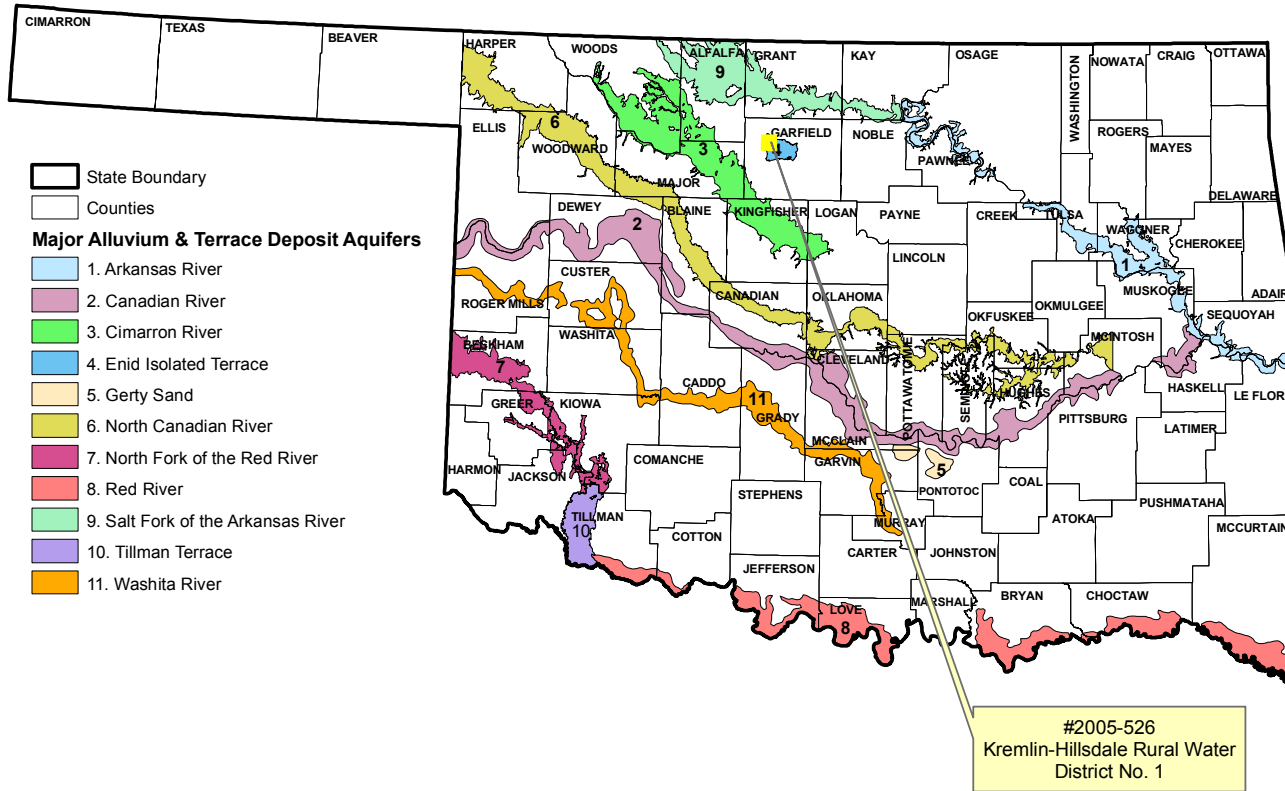 CIMARRON
TEXAS
BEAVER
HARPER
WOODS
ALFALFA
9
GRANT
KAY
OSAGE
WASHINGTON
NOWATA
CRAIG
OTTAWA
ELLIS
6
WOODWARD
3
MAJOR
GARFIELD
4
NOBLE
PAWNEE
ROGERS
MAYES
DELAWARE
State Boundary
Counties
Major Alluvium & Terrace Deposit Aquifers
1. Arkansas River
2. Canadian River
3. Cimarron River
4. Enid Isolated Terrace
5. Gerty Sand
6. North Canadian River
7. North Fork of the Red River
8. Red River
9. Salt Fork of the Arkansas River
10. Tillman Terrace
11. Washita River
DEWEY
2
BLAINE
KINGFISHER
LOGAN
PAYNE
CREEK
TULSA
WAGONER
CHEROKEE
1
LINCOLN
CUSTER
ROGER MILLS
CANADIAN
OKLAHOMA
OKFUSKEE
OKMULGEE
MUSKOGEE
ADAIR
SEQUOYAH
MCINTOSH
WASHITA
BECKHAM
7
CLEVELAND
POTTAWATOMIE
SEMINOLE
HUGHES
HASKELL
LE FLOR
CADDO
11
GRADY
PITTSBURG
LATIMER
GREER
KIOWA
MCCLAIN
GARVIN
HARMON
JACKSON
COMANCHE
5
PONTOTOC
COAL
STEPHENS
PUSHMATAHA
TILLMAN
10
MURRAY
ATOKA
MCCURTAIN
COTTON
CARTER
JOHNSTON
JEFFERSON
LOVE
8
MARSHALL
BRYAN
CHOCTAW
#2005-526
Kremlin-Hillsdale Rural Water
District No. 1